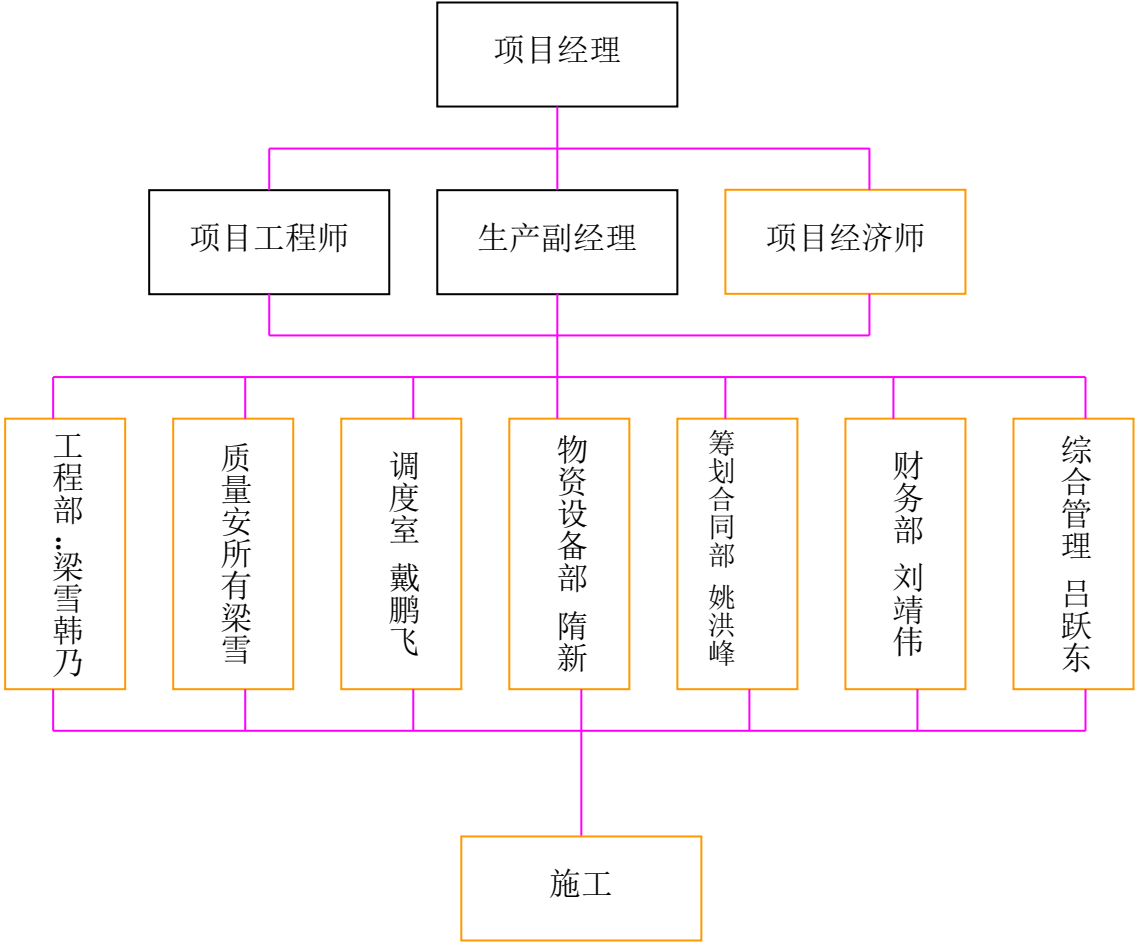 项目经理
项目工程师
生产副经理
项目经济师
工程部…梁雪韩乃
质量安所有梁雪
调度室 戴鹏飞
物资设备部 隋新
筹划合同部 姚洪峰
财务部 刘靖伟
综合管理 吕跃东
施工